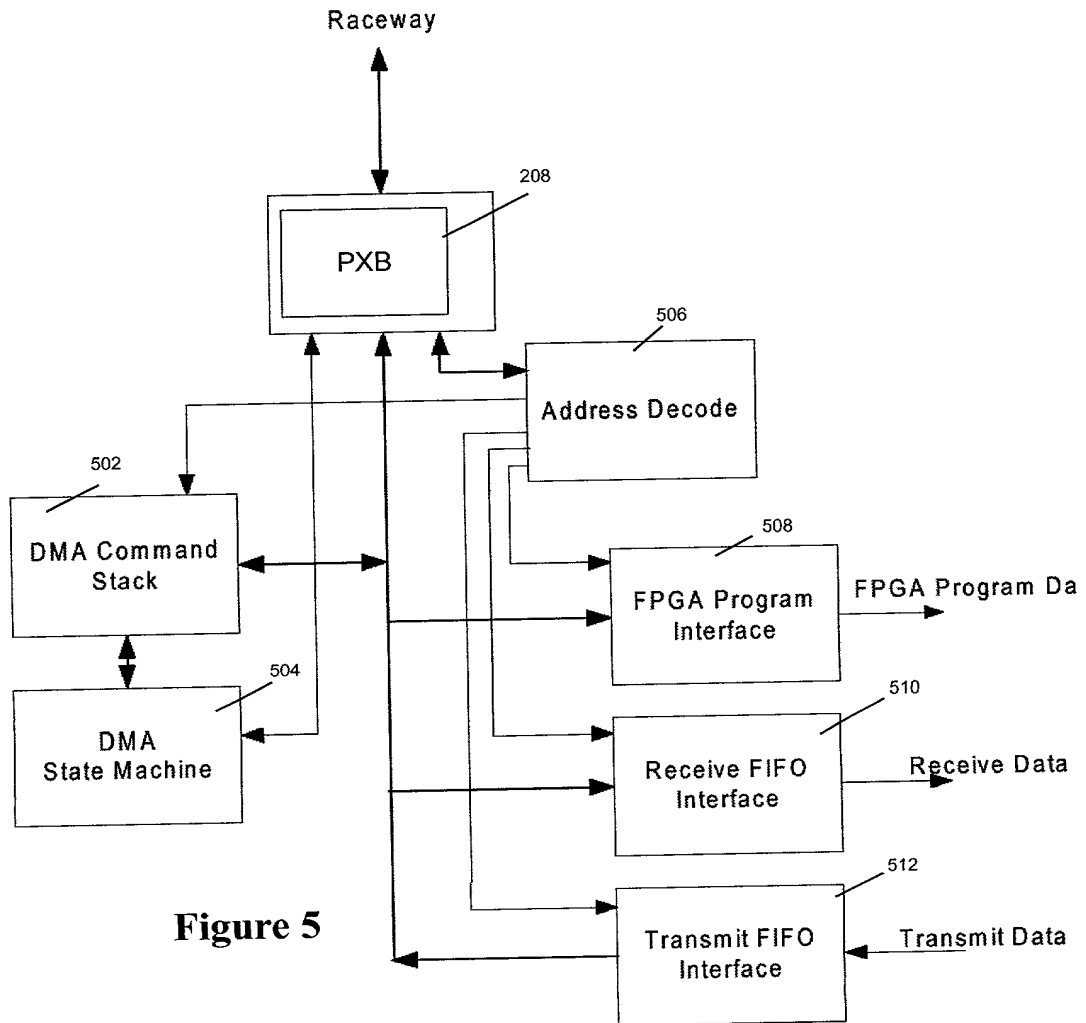 Raceway
208
PXB
506
Address Decode
502
DMA Command
Stack
508
FPGA Program
Interface
FPGA Program Da
504
DMA
State Machine
510
Receive FIFO
Interface
Receive Data
512
Transmit FIFO
Interface
Transmit Data
Figure 5